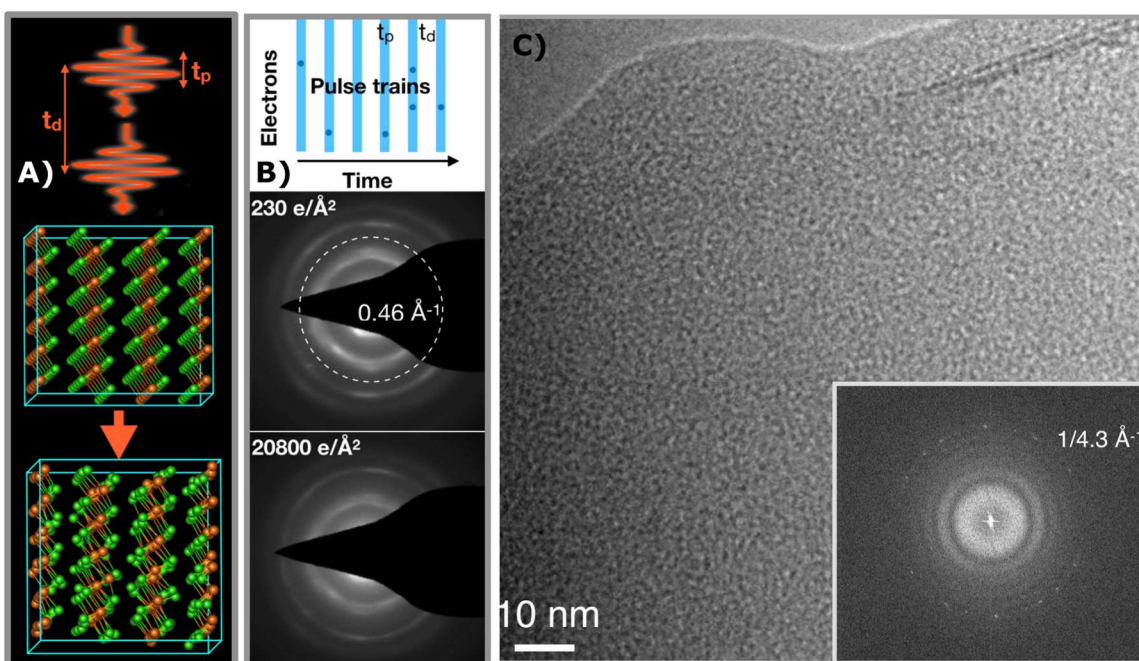 A)
t_p
t_d
B)
Electrons
t_p t_d
Pulse trains
Time
230 e/Å²
0.46 Å⁻¹
20800 e/Å²
C)
10 nm
1/4.3 Å⁻¹